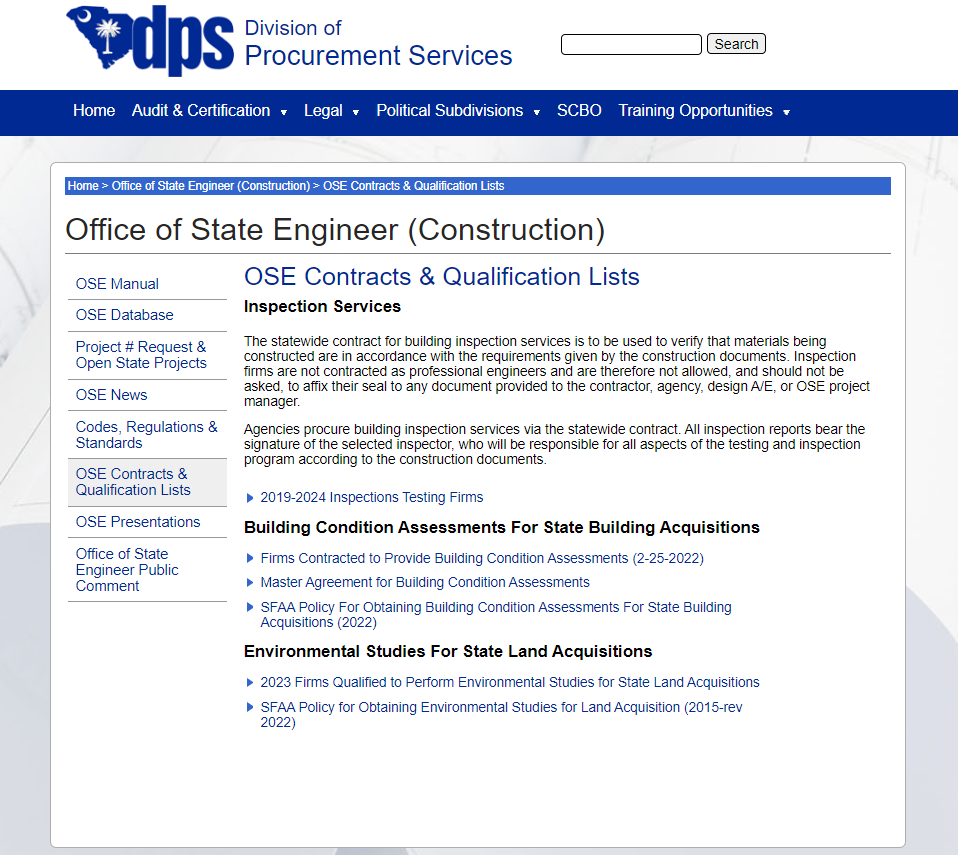 dps
Division of
Procurement Services
Search
Home Audit & Certification Legal Political Subdivisions SCBO Training Opportunities
Home > Office of State Engineer (Construction) > OSE Contracts & Qualification Lists
Office of State Engineer (Construction)
OSE Manual
OSE Database
Project # Request &
Open State Projects
OSE News
Codes, Regulations &
Standards
OSE Contracts &
Qualification Lists
OSE Presentations
Office of State
Engineer Public
Comment
OSE Contracts & Qualification Lists
Inspection Services
The statewide contract for building inspection services is to be used to verify that materials being
constructed are in accordance with the requirements given by the construction documents. Inspection
firms are not contracted as professional engineers and are therefore not allowed, and should not be
asked, to affix their seal to any document provided to the contractor, agency, design A/E, or OSE project
manager.
Agencies procure building inspection services via the statewide contract. All inspection reports bear the
signature of the selected inspector, who will be responsible for all aspects of the testing and inspection
program according to the construction documents.
2019-2024 Inspections Testing Firms
Building Condition Assessments For State Building Acquisitions
Firms Contracted to Provide Building Condition Assessments (2-25-2022)
Master Agreement for Building Condition Assessments
SFAA Policy For Obtaining Building Condition Assessments For State Building
Acquisitions (2022)
Environmental Studies For State Land Acquisitions
2023 Firms Qualified to Perform Environmental Studies for State Land Acquisitions
SFAA Policy for Obtaining Environmental Studies for Land Acquisition (2015-rev
2022)